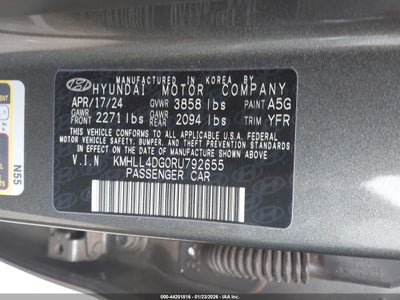 MANUFACTURED IN KOREA BY
HYUNDAI MOTOR COMPANY
APR/17/24 GVWR 3858 lbs PAINT A5G
GAWR FRONT 2271 lbs GAWR REAR 2094 lbs TRIM YFR
THIS VEHICLE CONFORMS TO ALL APPLICABLE U.S.A. FEDERAL
MOTOR VEHICLE SAFETY, BUMPER, AND THEFT PREVENTION STANDARDS
IN EFFECT ON THE DATE OF MANUFACTURE SHOWN ABOVE.
V.I.N KMHLL4DG0RU792655
PASSENGER CAR
N55
000-44201016 - 01/23/2026 - IAAI.COM